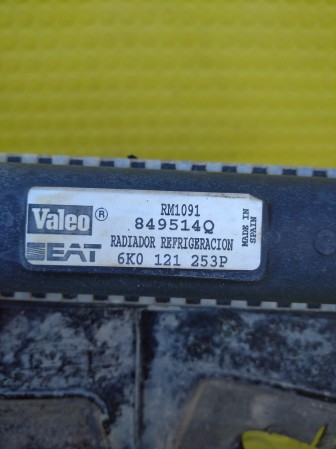 Valeo ® RM1091
849514Q
RADIADOR REFRIGERACION
SEAT 6K0 121 253P
MADE IN
SPAIN